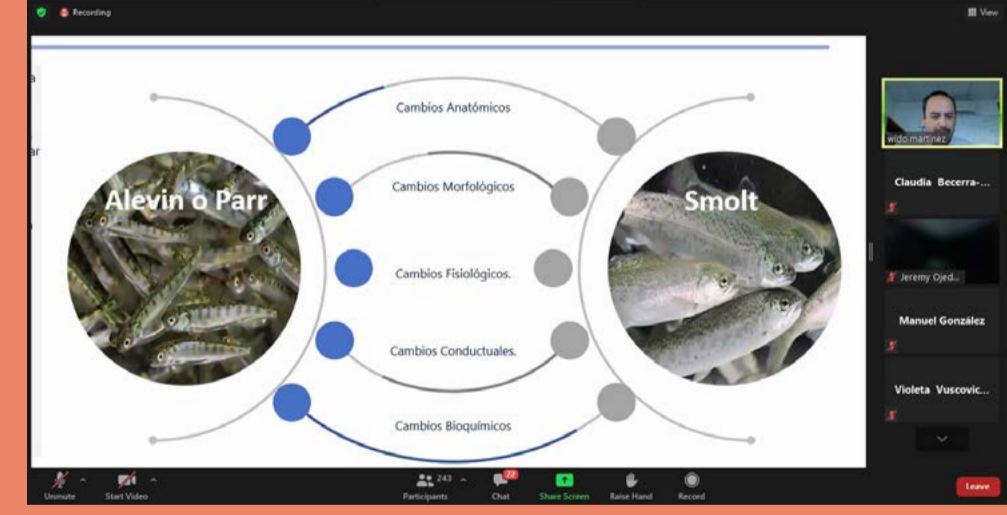 Recording
View
a
ar
Cambios Anatómicos
Cambios Morfológicos
Cambios Fisiológicos.
Cambios Conductuales.
Cambios Bioquímicos
Alevin o Parr
Smolt
wido martinez
Claudia Becerra-...
Jeremy Ojed...
Manuel González
Violeta Vuscovic...
Unmute
Start Video
243
Participants
22
Chat
Share Screen
Raise Hand
Record
Leave